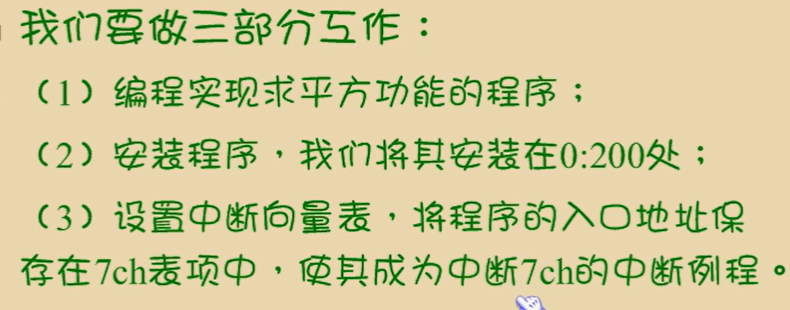 我们要做三部分互作：
（1）编程实现求平方功能的程序；
（2）安装程序，我们将其安装在0:200处；
（3）设置中断向量表，将程序的入口地址保
存在7ch表项中，使其成为中断7ch的中断例程。